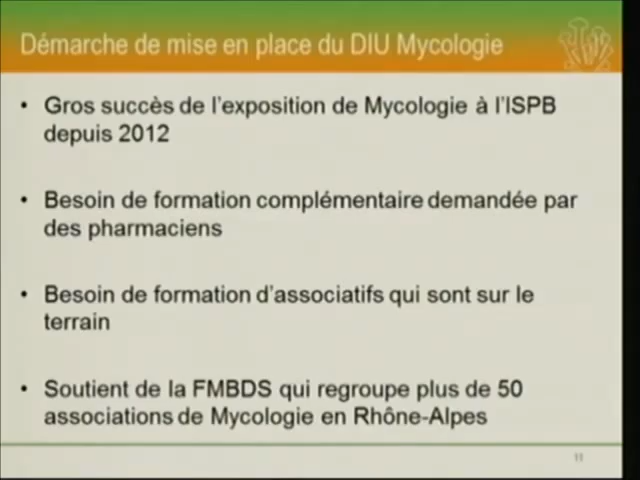 Démarche de mise en place du DIU Mycologie
• Gros succès de l'exposition de Mycologie à l'ISPB
depuis 2012
• Besoin de formation complémentaire demandée par
des pharmaciens
• Besoin de formation d'associatifs qui sont sur le
terrain
• Soutient de la FMBDS qui regroupe plus de 50
associations de Mycologie en Rhône-Alpes
11